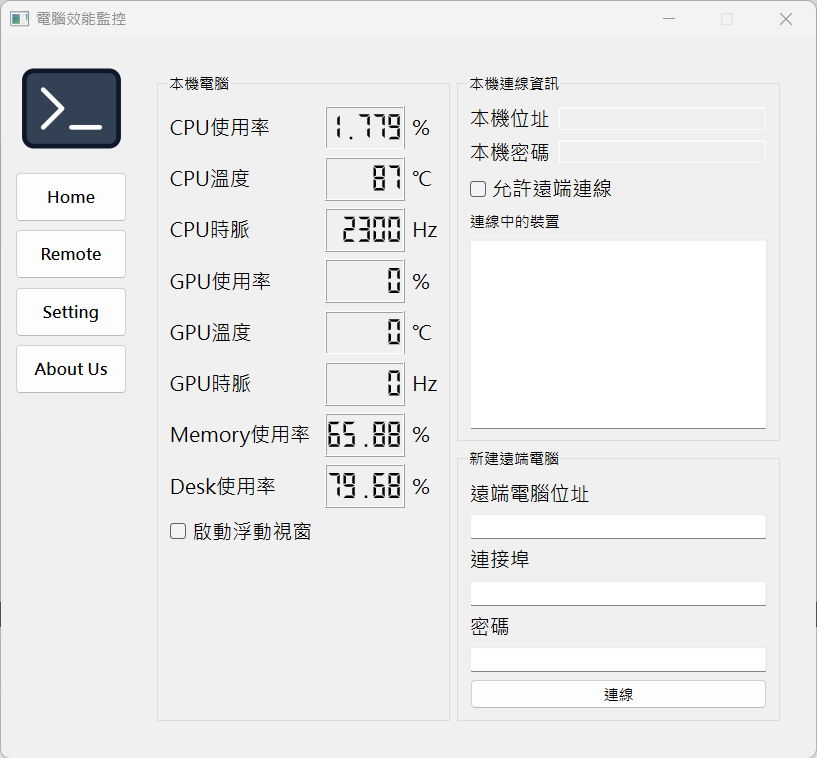 電腦效能監控
Home
Remote
Setting
About Us
本機電腦
CPU使用率 1.779 %
CPU溫度 87 ℃
CPU時脈 2300 Hz
GPU使用率 0 %
GPU溫度 0 ℃
GPU時脈 0 Hz
Memory使用率 65.88 %
Desk使用率 79.68 %
啟動浮動視窗
本機連線資訊
本機位址
本機密碼
允許遠端連線
連線中的裝置
新建遠端電腦
遠端電腦位址
連接埠
密碼
連線